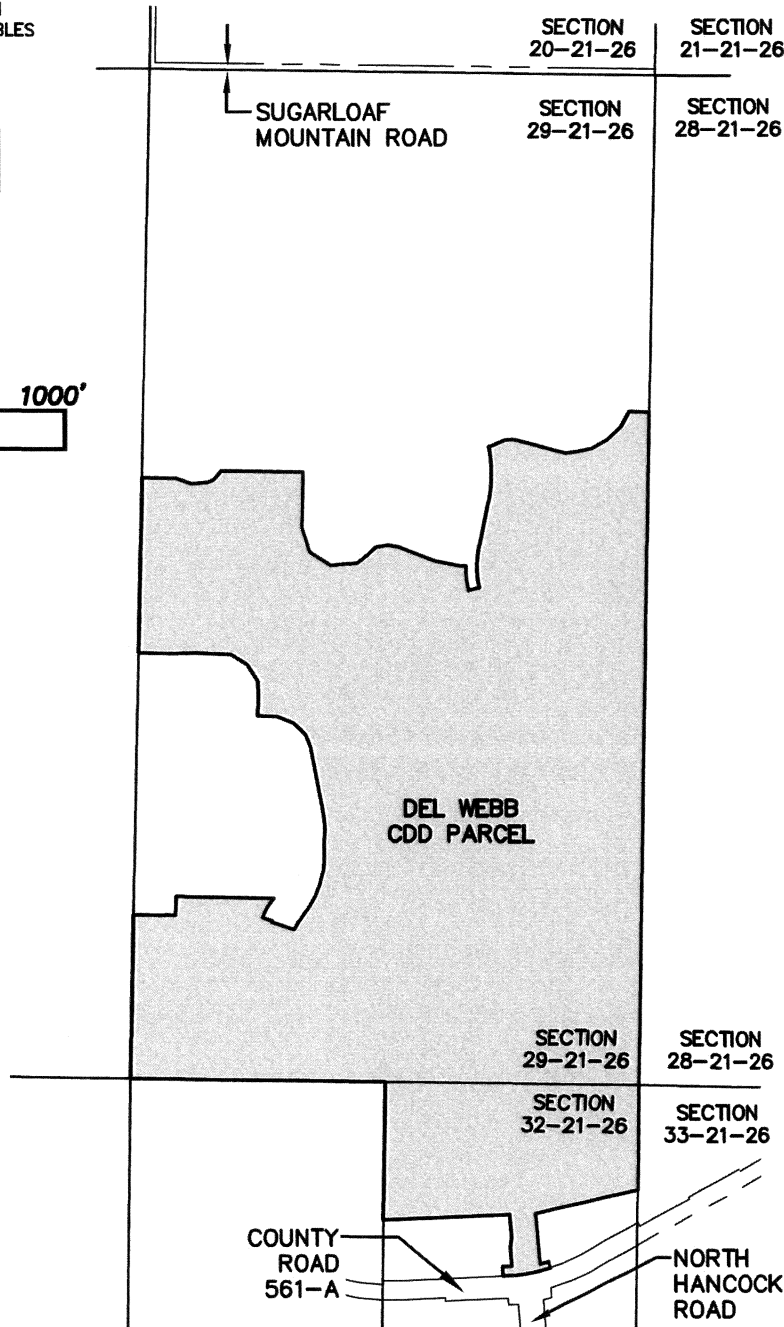 BLES
SECTION
20-21-26
SECTION
21-21-26
SUGARLOAF
MOUNTAIN ROAD
SECTION
29-21-26
SECTION
28-21-26
1000'
DEL WEBB
CDD PARCEL
SECTION
29-21-26
SECTION
28-21-26
SECTION
32-21-26
SECTION
33-21-26
COUNTY
ROAD
561-A
NORTH
HANCOCK
ROAD